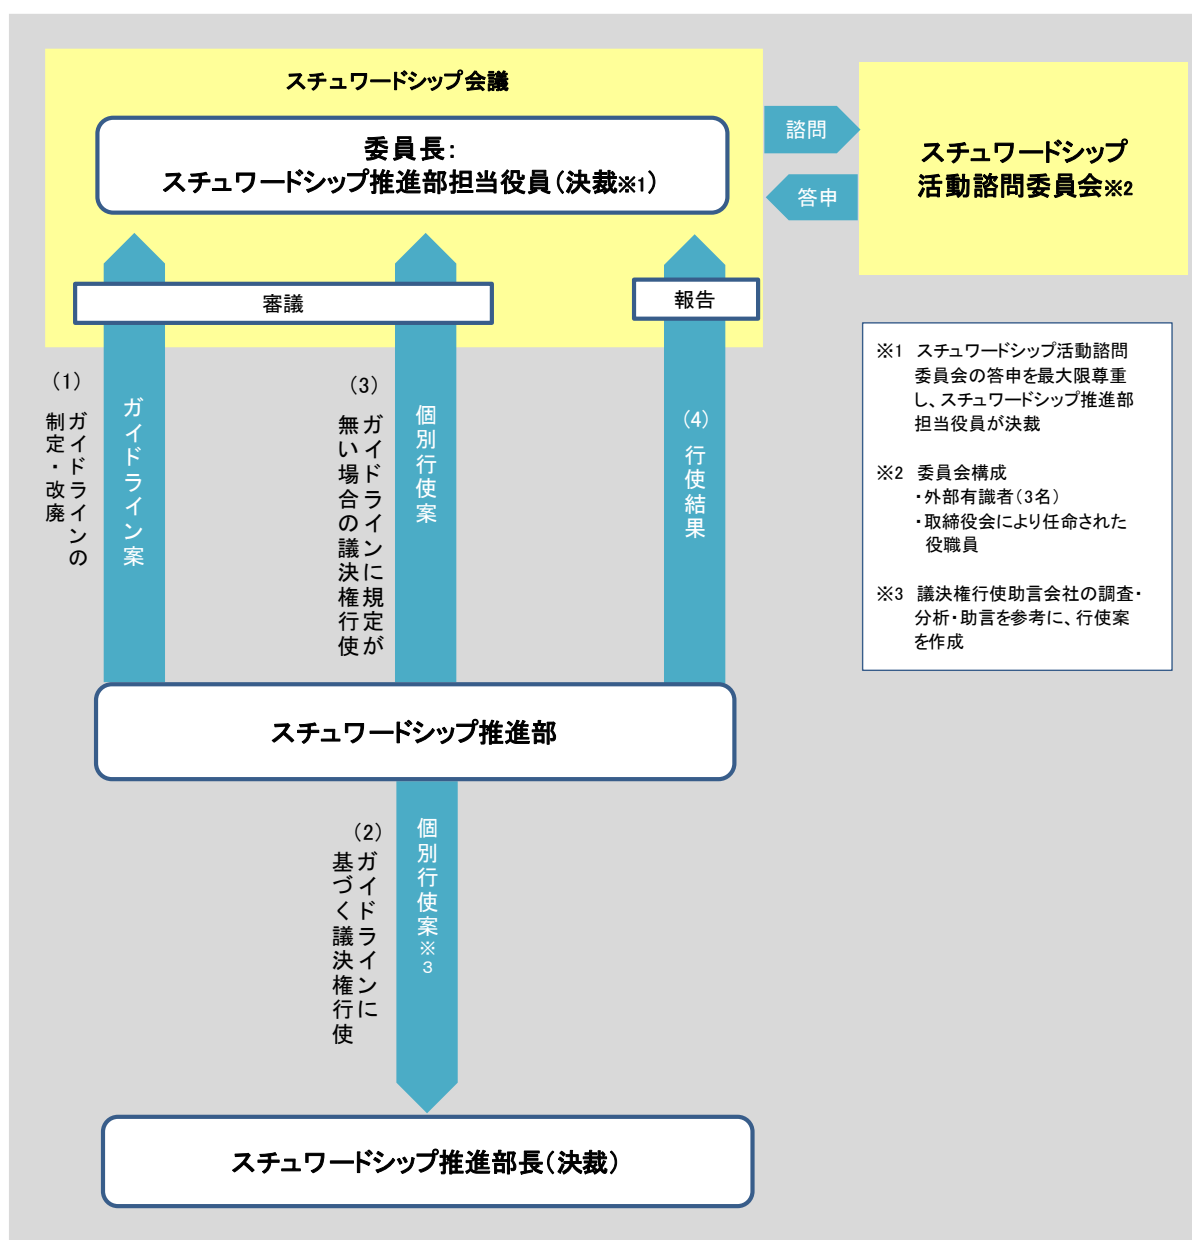 スチュワードシップ会議
委員長:
スチュワードシップ推進部担当役員(決裁※1)
諮問
答申
スチュワードシップ
活動諮問委員会※2
審議
報告
(1)
ガイドラインの
制定・改廃
ガイドライン案
(3)
ガイドラインに規定が
無い場合の議決権行使
個別行使案
(4)
行使結果
※1 スチュワードシップ活動諮問
委員会の答申を最大限尊重
し、スチュワードシップ推進部
担当役員が決裁
※2 委員会構成
・外部有識者(3名)
・取締役会により任命された
役職員
※3 議決権行使助言会社の調査・
分析・助言を参考に、行使案
を作成
スチュワードシップ推進部
(2)
ガイドラインに
基づく議決権行使
個別行使案※3
スチュワードシップ推進部長(決裁)